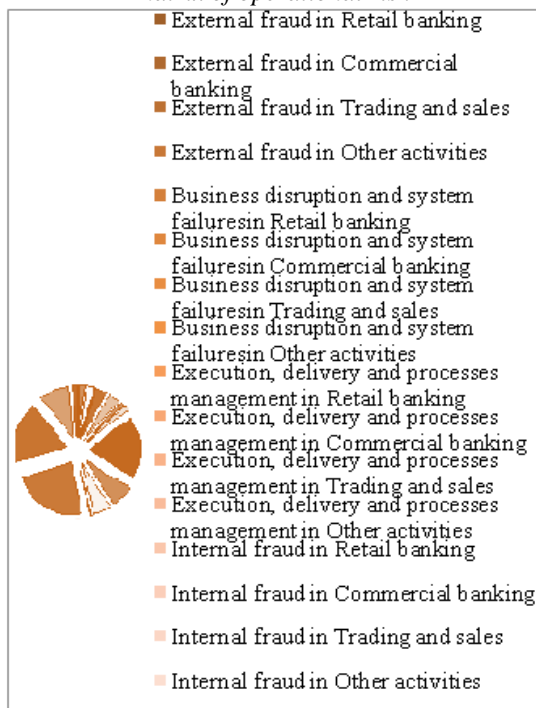 External fraud in Retail banking
External fraud in Commercial
banking
External fraud in Trading and sales
External fraud in Other activities
Business disruption and system
failuresin Retail banking
Business disruption and system
failuresin Commercial banking
Business disruption and system
failuresin Trading and sales
Business disruption and system
failuresin Other activities
Execution, delivery and processes
management in Retail banking
Execution, delivery and processes
management in Commercial banking
Execution, delivery and processes
management in Trading and sales
Execution, delivery and processes
management in Other activities
Internal fraud in Retail banking
Internal fraud in Commercial banking
Internal fraud in Trading and sales
Internal fraud in Other activities